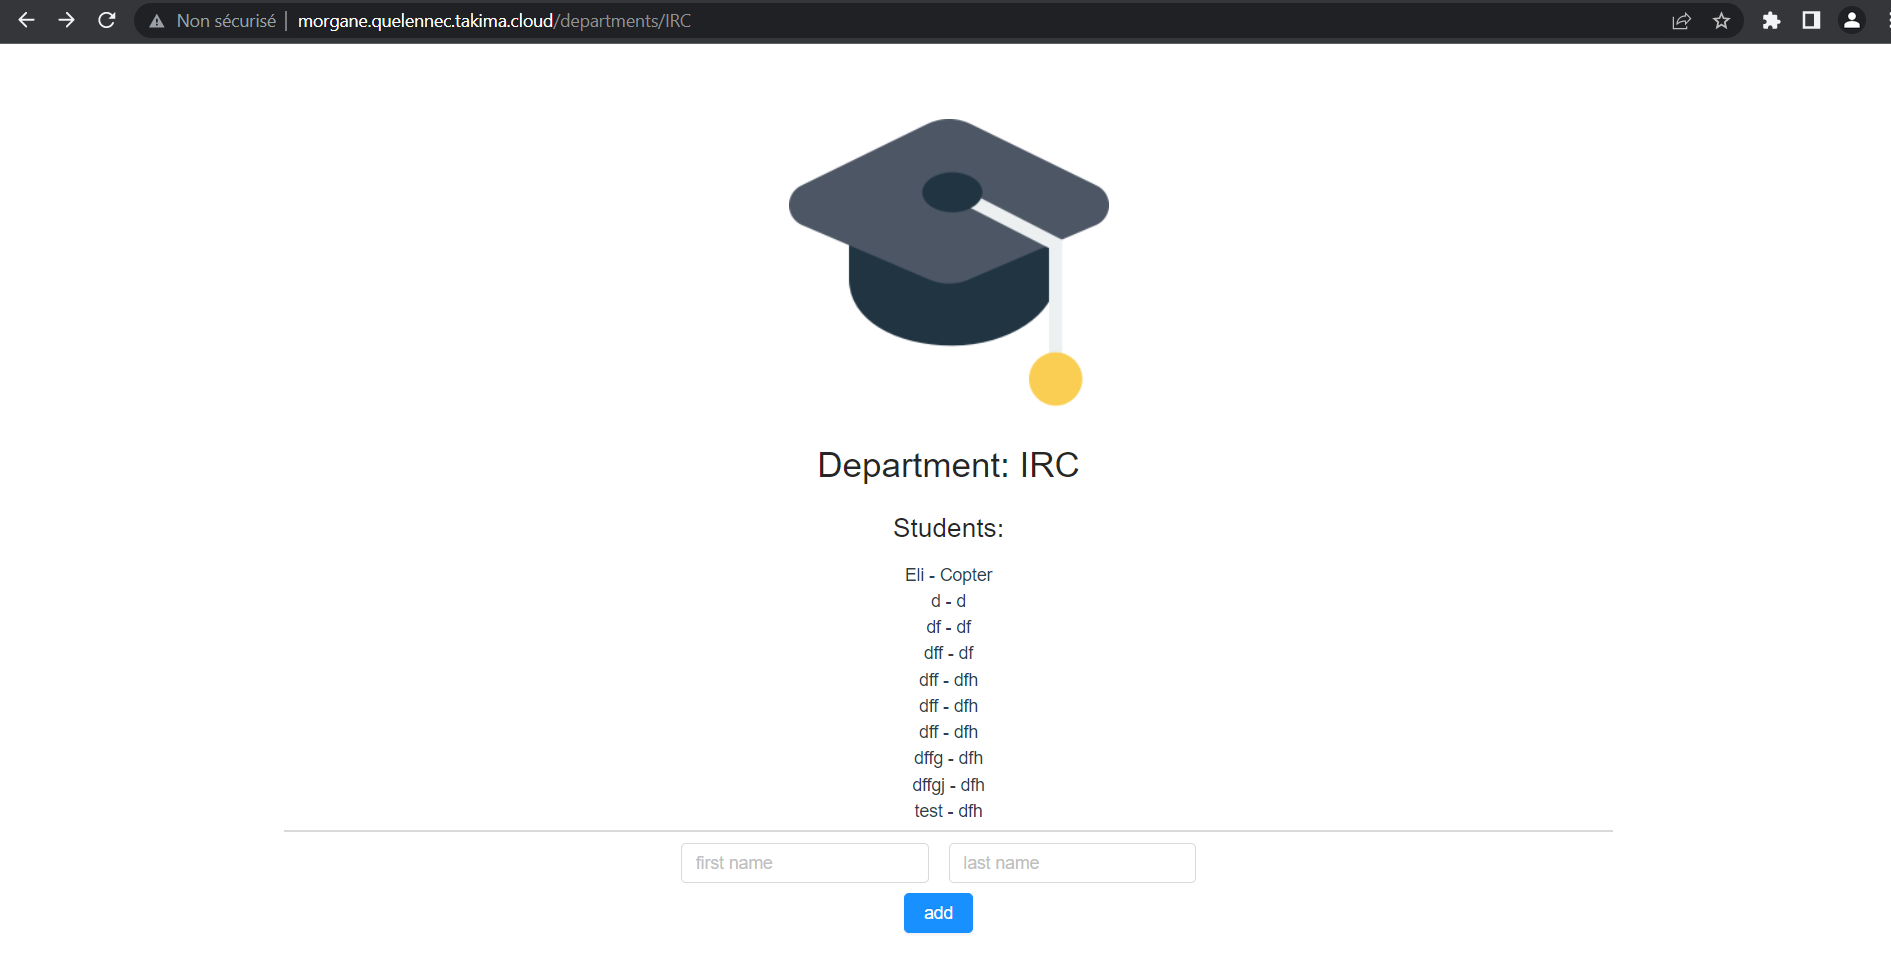 Non sécurisé | morgane.quelennec.takima.cloud/departments/IRC
Department: IRC
Students:
Eli - Copter
d - d
df - df
dff - df
dff - dfh
dff - dfh
dff - dfh
dffg - dfh
dffgj - dfh
test - dfh
first name last name
add